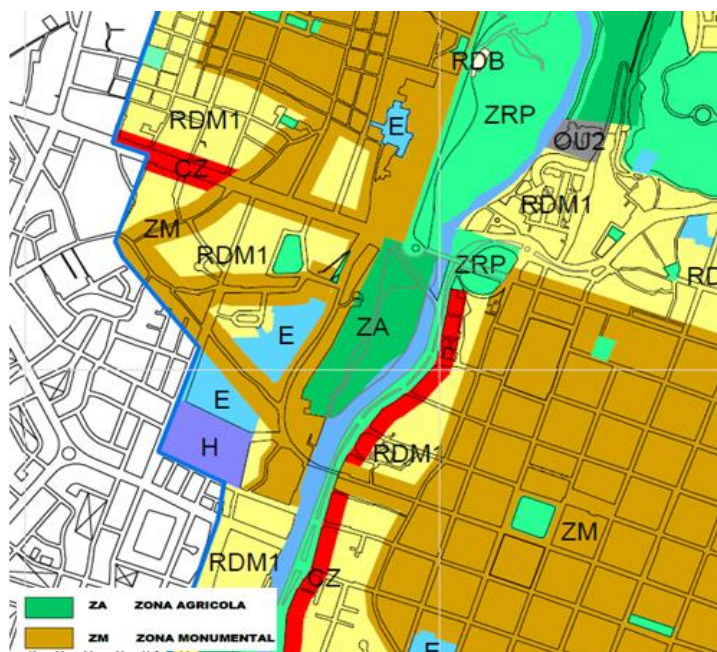 RDB
RDM1
ZRP
E
OU2
CZ
RDM1
ZM
RDM1
ZRP
RD
ZA
E
E
H
RDM1
ZM
RDM1
CZ
E
ZA ZONA AGRICOLA
ZM ZONA MONUMENTAL